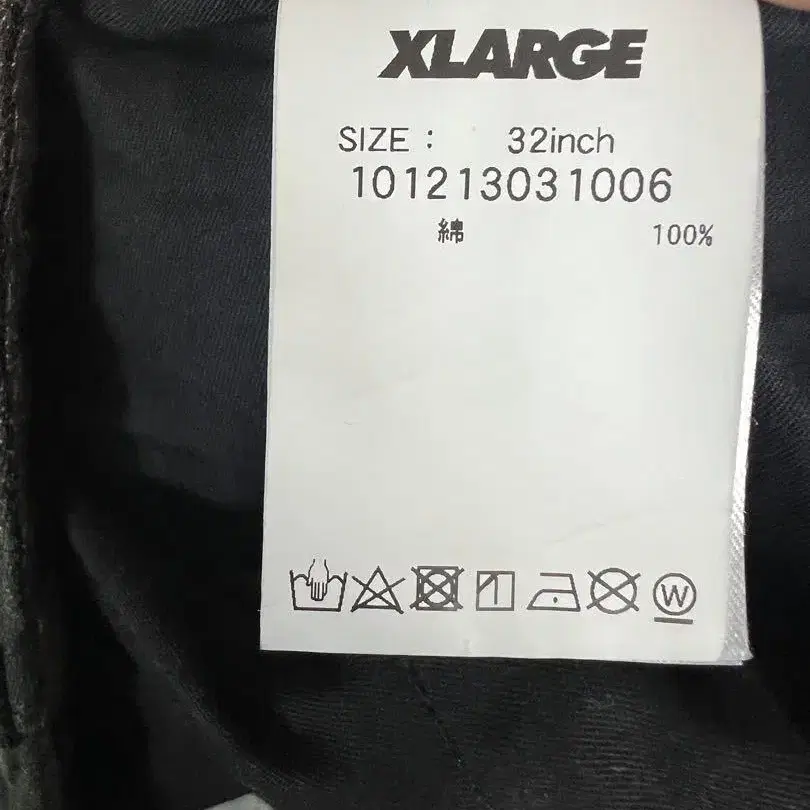 XLARGE
SIZE : 32inch
101213031006
綿 100%
W